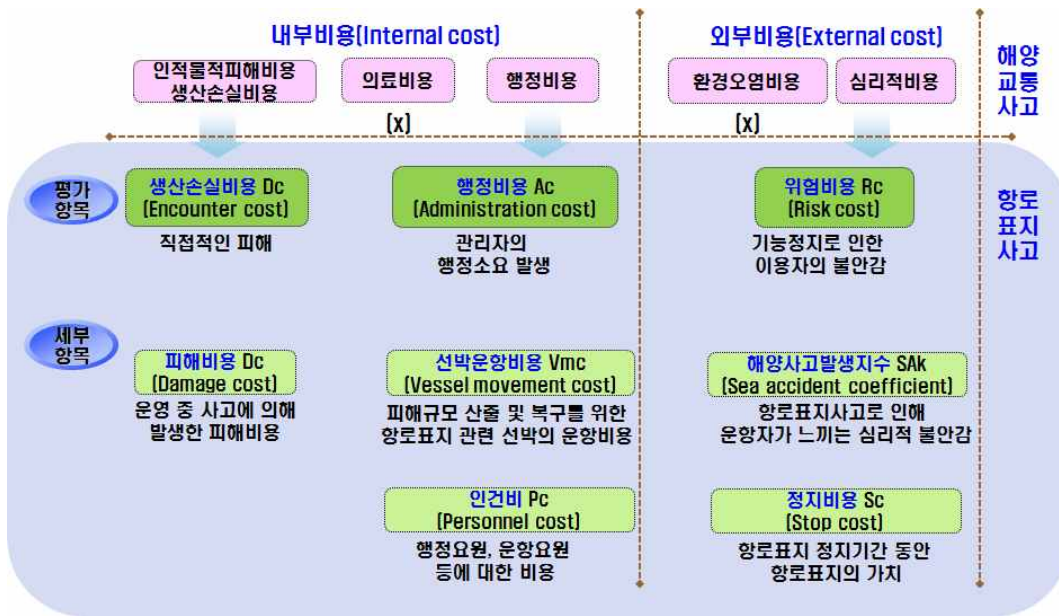 내부비용(Internal cost)
외부비용(External cost)
해양
교통
사고
인적물적피해비용
생산손실비용
의료비용
행정비용
환경오염비용
심리적비용
(x)
(x)
평가
항목
생산손실비용 Dc
(Encounter cost)
직접적인 피해
행정비용 Ac
(Administration cost)
관리자의
행정소요 발생
위험비용 Rc
(Risk cost)
기능정지로 인한
이용자의 불안감
항로
표지
사고
세부
항목
피해비용 Dc
(Damage cost)
운영 중 사고에 의해
발생한 피해비용
선박운항비용 Vmc
(Vessel movement cost)
피해규모 산출 및 복구를 위한
항로표지 관련 선박의 운항비용
해양사고발생지수 SAk
(Sea accident coefficient)
항로표지사고로 인해
운항자가 느끼는 심리적 불안감
인건비 Pc
(Personnel cost)
행정요원, 운항요원
등에 대한 비용
정지비용 Sc
(Stop cost)
항로표지 정지기간 동안
항로표지의 가치